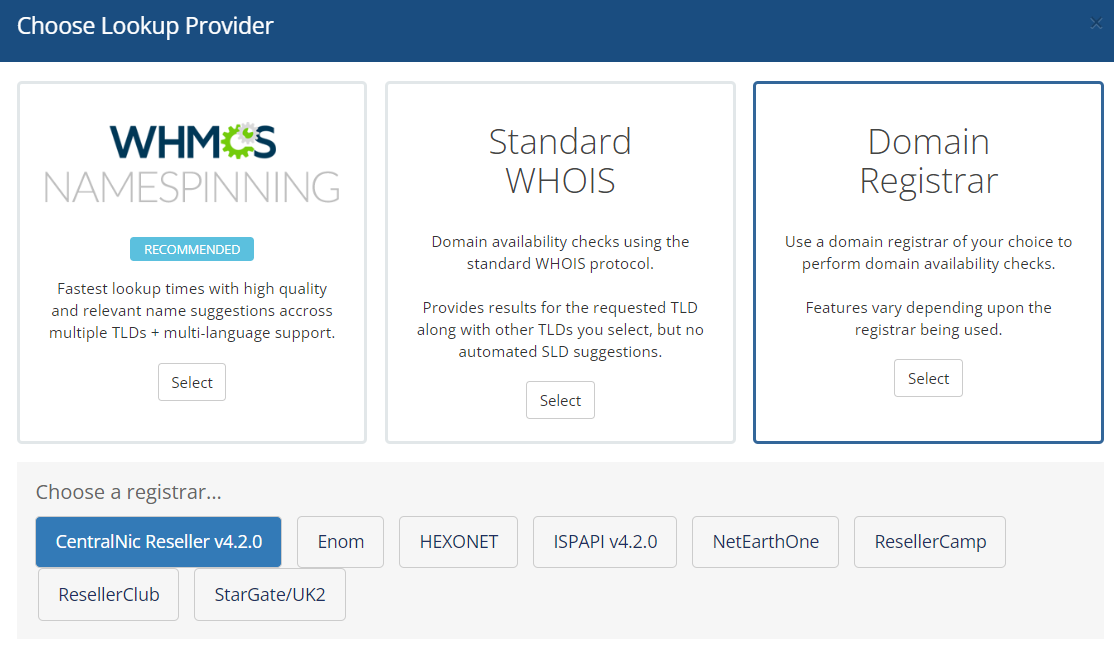 Choose Lookup Provider
WHMCS
NAMESPINNING
RECOMMENDED
Fastest lookup times with high quality
and relevant name suggestions accross
multiple TLDs + multi-language support.
Select
Standard
WHOIS
Domain availability checks using the
standard WHOIS protocol.
Provides results for the requested TLD
along with other TLDs you select, but no
automated SLD suggestions.
Select
Domain
Registrar
Use a domain registrar of your choice to
perform domain availability checks.
Features vary depending upon the
registrar being used.
Select
Choose a registrar...
CentralNic Reseller v4.2.0
Enom
HEXONET
ISPAPI v4.2.0
NetEarthOne
ResellerCamp
ResellerClub
StarGate/UK2